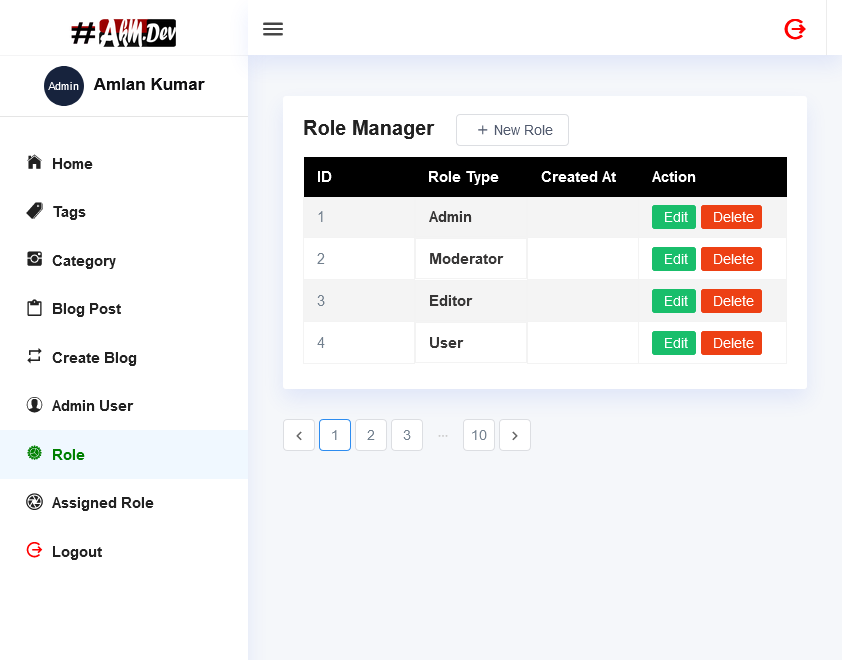 #AhM.Dev
Admin Amlan Kumar
Home
Tags
Category
Blog Post
Create Blog
Admin User
Role
Assigned Role
Logout
Role Manager + New Role
ID Role Type Created At Action
1 Admin Edit Delete
2 Moderator Edit Delete
3 Editor Edit Delete
4 User Edit Delete
1 2 3 ··· 10